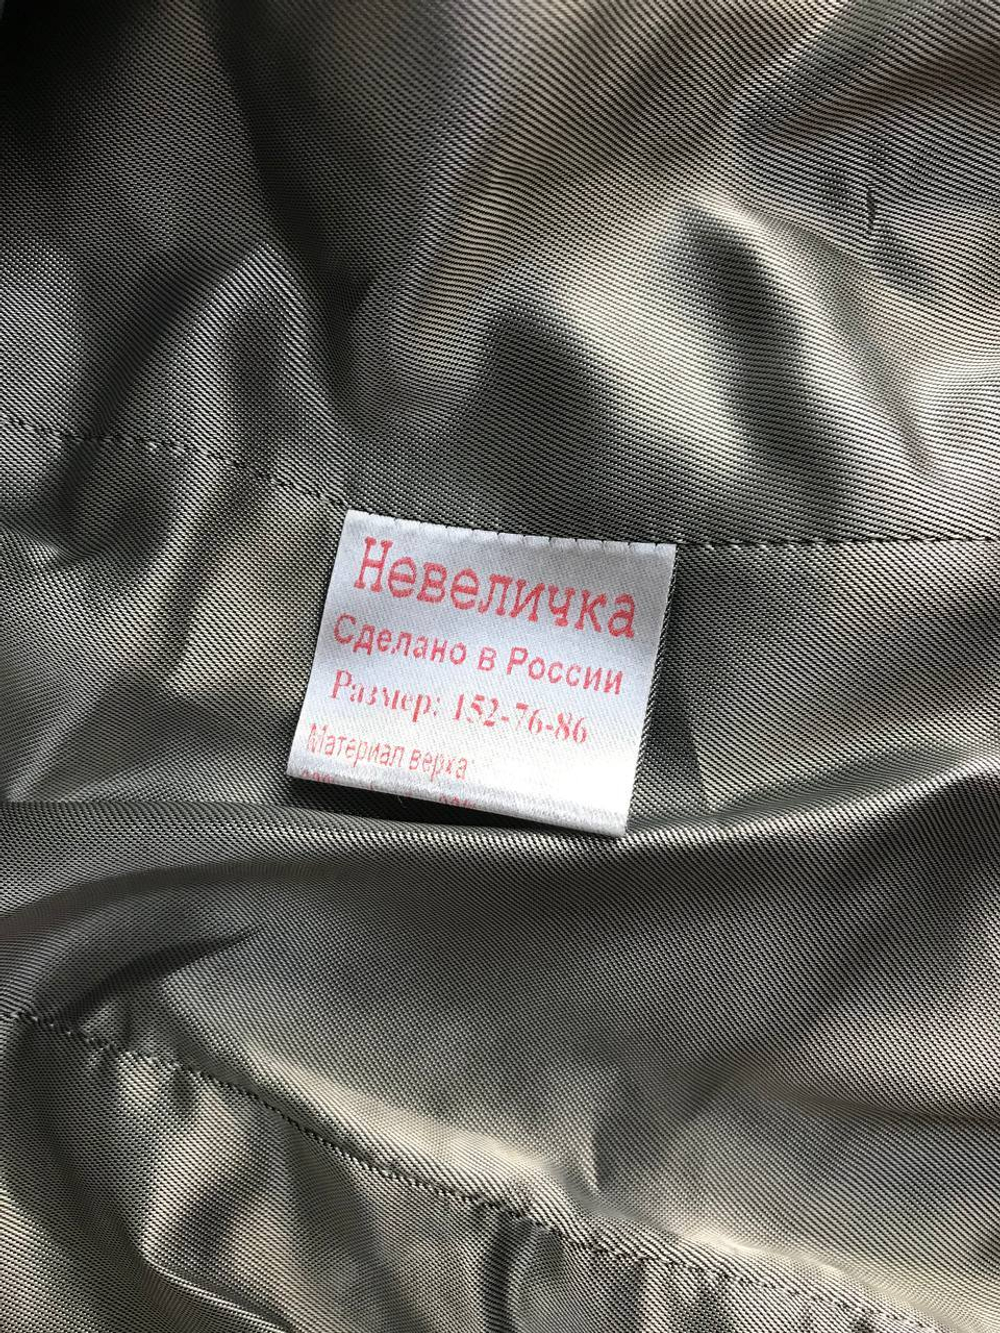 Невеличка
Сделано в России
Размер: 152-76-86
Материал верха: